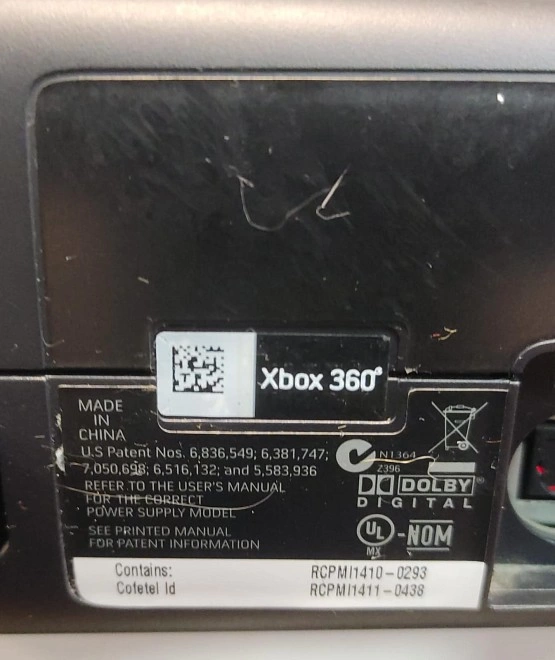 Xbox 360®
MADE
IN
CHINA
U.S Patent Nos. 6,836,549; 6,381,747;
7,050,698; 6,516,132; and 5,583,936
REFER TO THE USER'S MANUAL
FOR THE CORRECT
POWER SUPPLY MODEL
SEE PRINTED MANUAL
FOR PATENT INFORMATION
N1364
Z396
DOLBY®
DIGITAL
UL
MX
-NOM
Contains: RCPMI1410-0293
Cofetel Id RCPMI1411-0438